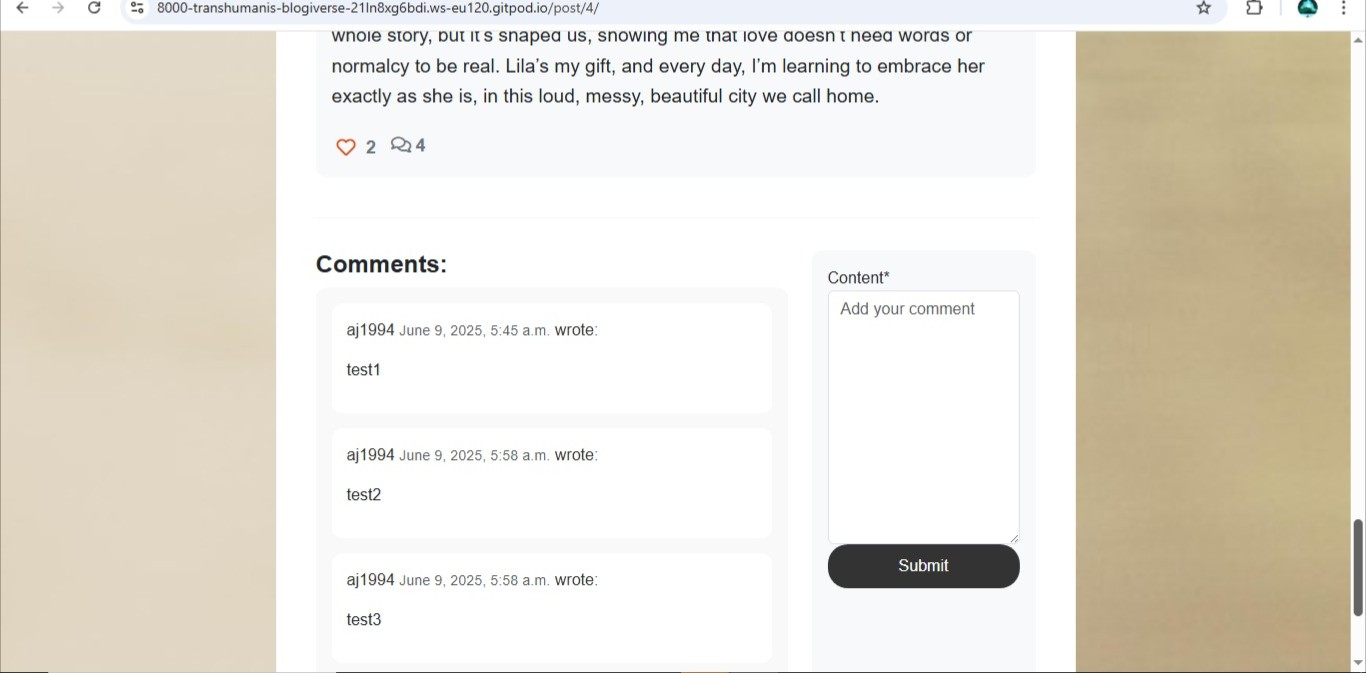 8000-transhumanis-blogiverse-21ln8xg6bdi.ws-eu120.gitpod.io/post/4/
whole story, but it's shaped us, showing me that love doesn't need words or
normalcy to be real. Lila’s my gift, and every day, I’m learning to embrace her
exactly as she is, in this loud, messy, beautiful city we call home.
2 4
Comments:
aj1994 June 9, 2025, 5:45 a.m. wrote:
test1
aj1994 June 9, 2025, 5:58 a.m. wrote:
test2
aj1994 June 9, 2025, 5:58 a.m. wrote:
test3
Content*
Add your comment
Submit